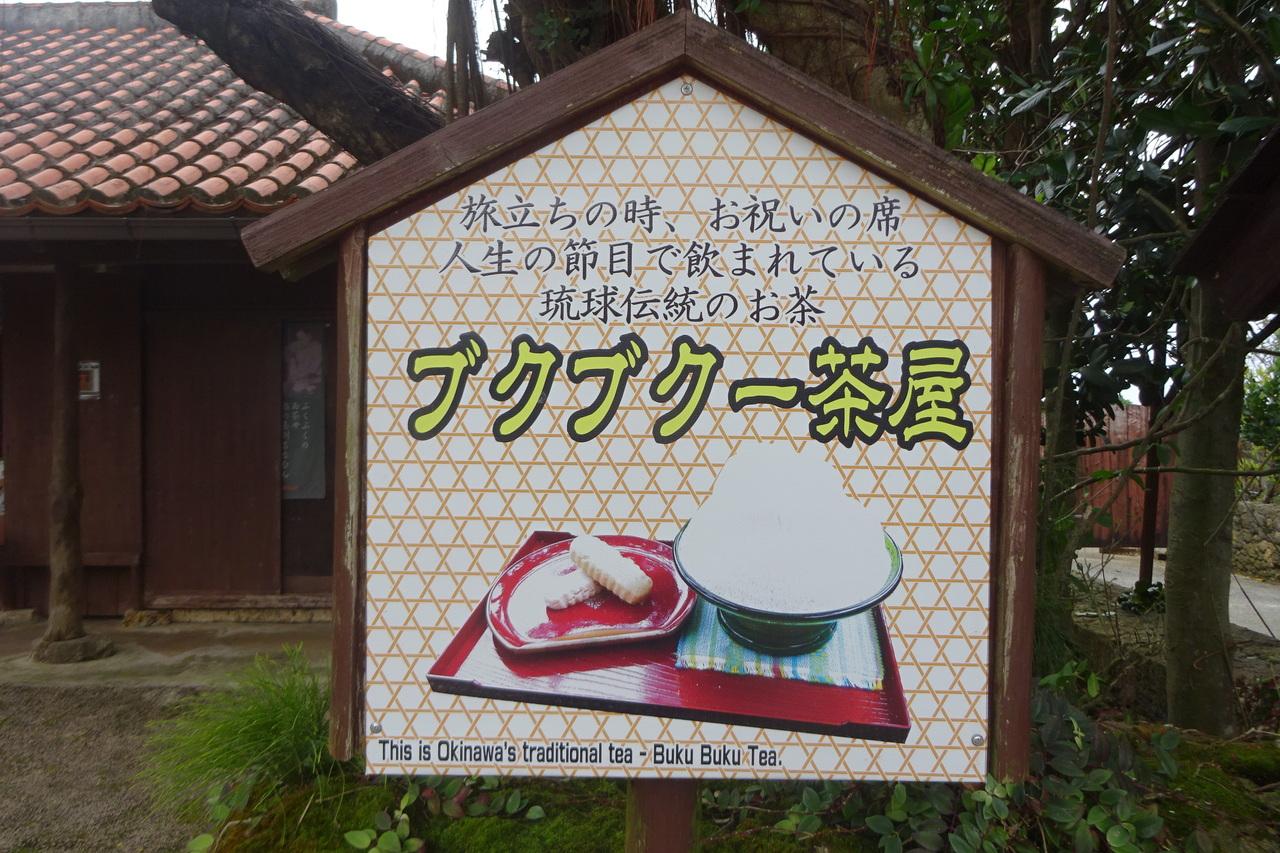 旅立ちの時、お祝いの席
人生の節目で飲まれている
琉球伝統のお茶
ブクブクー茶屋
This is Okinawa's traditional tea - Buku Buku Tea.